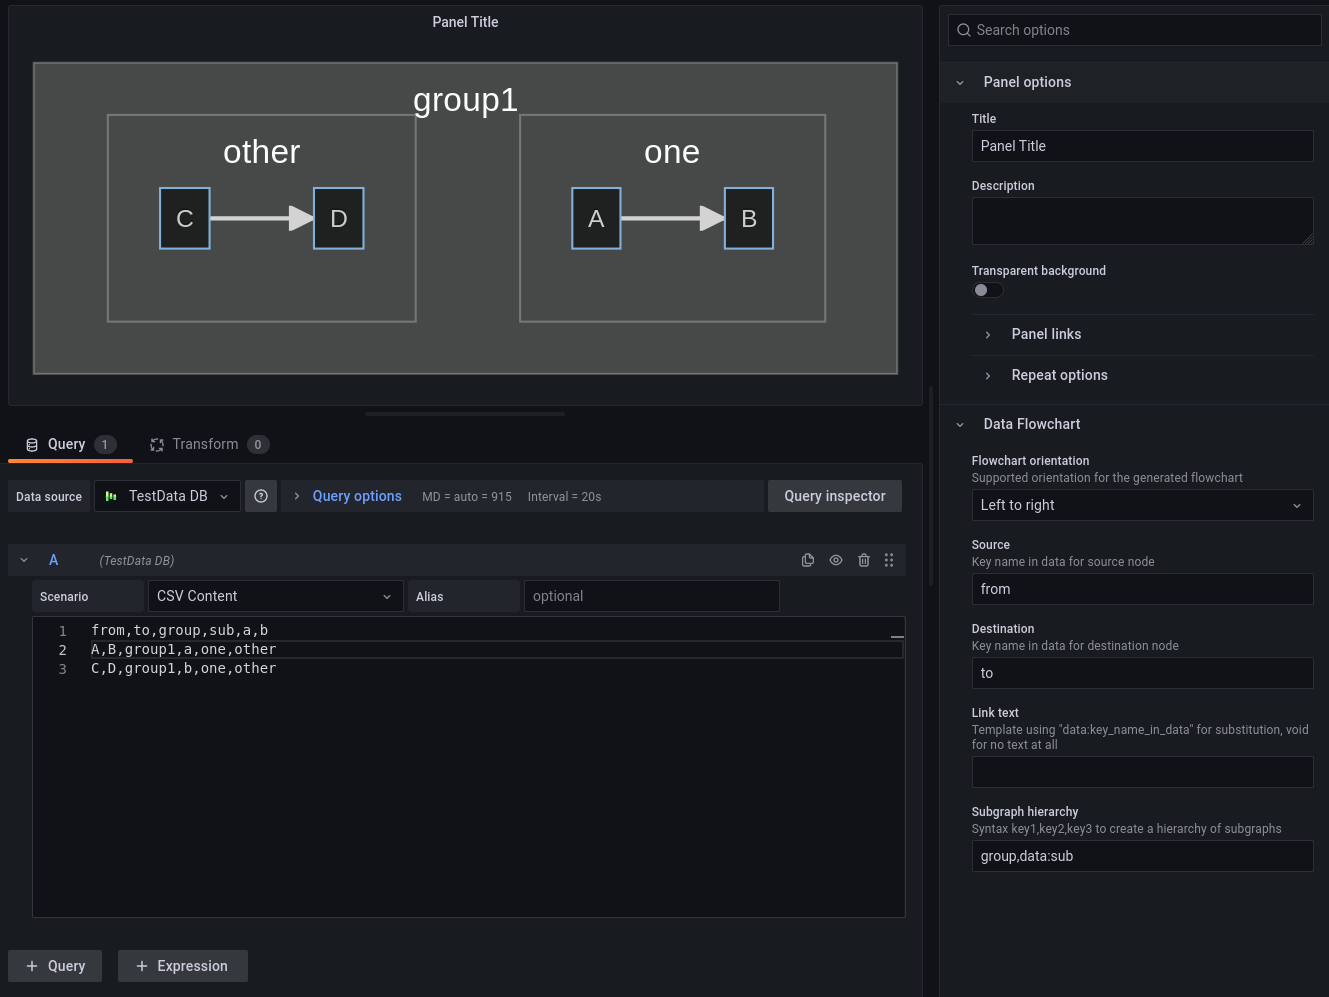 Panel Title
group1
other
one
C
D
A
B
Query 1
Transform 0
Data source
TestData DB
Query options
MD = auto = 915
Interval = 20s
Query inspector
A
(TestData DB)
Scenario
CSV Content
Alias
optional
1 from,to,group,sub,a,b
2 A,B,group1,a,one,other
3 C,D,group1,b,one,other
+ Query
+ Expression
Search options
Panel options
Title
Panel Title
Description
Transparent background
Panel links
Repeat options
Data Flowchart
Flowchart orientation
Supported orientation for the generated flowchart
Left to right
Source
Key name in data for source node
from
Destination
Key name in data for destination node
to
Link text
Template using "data:key_name_in_data" for substitution, void
for no text at all
Subgraph hierarchy
Syntax key1,key2,key3 to create a hierarchy of subgraphs
group,data:sub